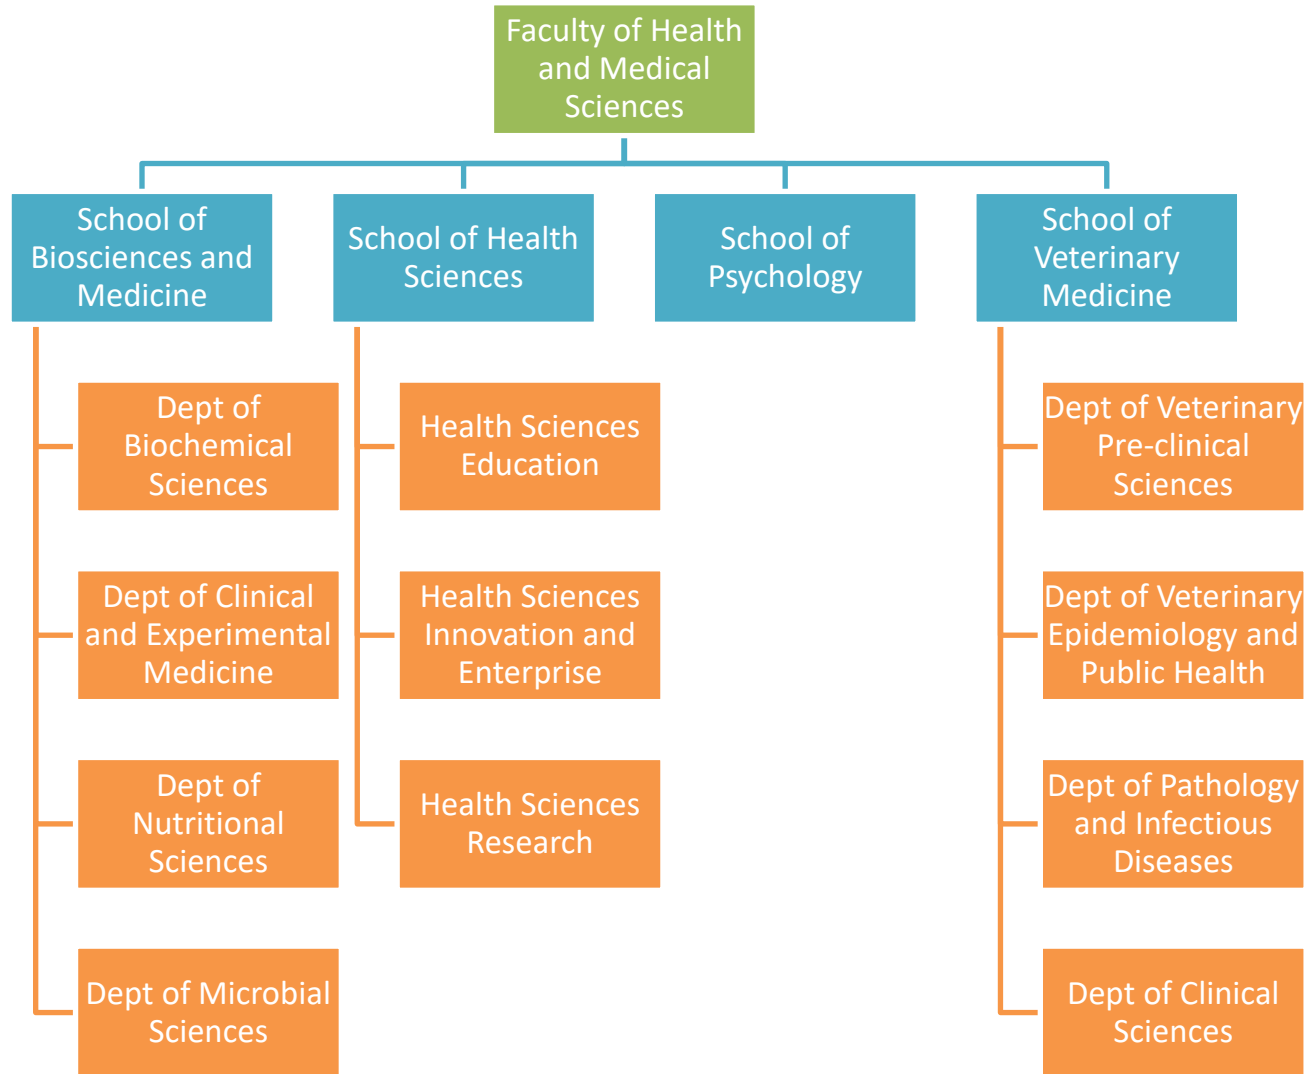 Faculty of Health
and Medical
Sciences
School of
Biosciences and
Medicine
School of Health
Sciences
School of
Psychology
School of
Veterinary
Medicine
Dept of
Biochemical
Sciences
Dept of Clinical
and Experimental
Medicine
Dept of
Nutritional
Sciences
Dept of Microbial
Sciences
Health Sciences
Education
Health Sciences
Innovation and
Enterprise
Health Sciences
Research
Dept of Veterinary
Pre-clinical
Sciences
Dept of Veterinary
Epidemiology and
Public Health
Dept of Pathology
and Infectious
Diseases
Dept of Clinical
Sciences